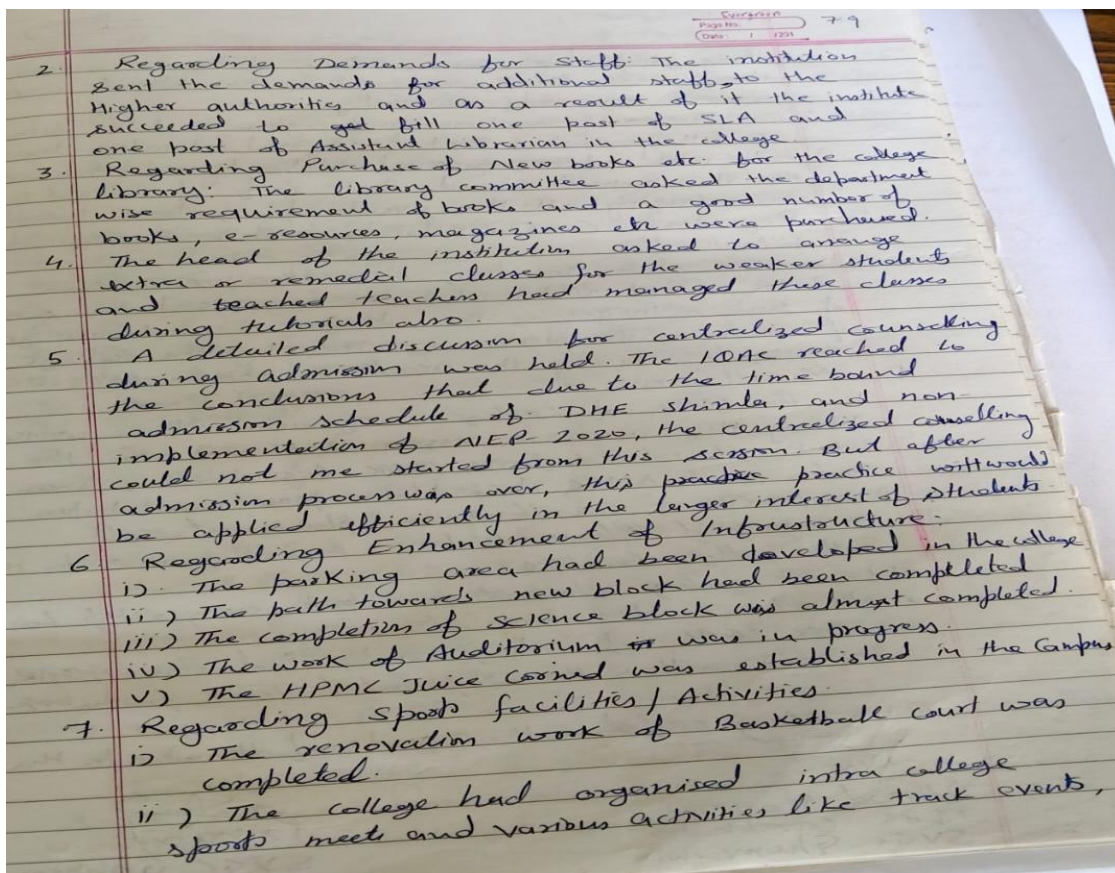 Evergreen
Page No.
79
Date: / /202
2. Regarding Demands for Staff: The institution
sent the demands for additional staff, to the
Higher authorities and as a result of it the institute
succeeded to get fill one post of SLA and
one post of Assistant Librarian in the college.
3. Regarding Purchase of New books etc. for the college
library: The library committee asked the department
wise requirement of books and a good number of
books, e-resources, magazines etc were purchased.
4. The head of the institution asked to arrange
extra or remedial classes for the weaker students
and teached teachers had managed these classes
during tutorials also.
5. A detailed discussion for centralized counselling
during admission was held. The IQAC reached to
the conclusions that due to the time bound
admission schedule of DHE Shimla, and non-
implementation of NEP-2020, the centrelized counselling
could not me started from this session. But after
admission process was over, this practice practice would
be applied efficiently in the larger interest of students.
6. Regarding Enhancement of Infrustructure:
i). The parking area had been developed in the college
ii) The path towards new block had been completed
iii) The completion of science block was almost completed.
iv) The work of Auditorium was in progress.
v) The HPMC Juice Corned was established in the Campus
7. Regarding sports facilities/Activities.
i) The renovation work of Basketball court was
completed.
ii) The college had organised intra college
sports meet and various activities like track events,